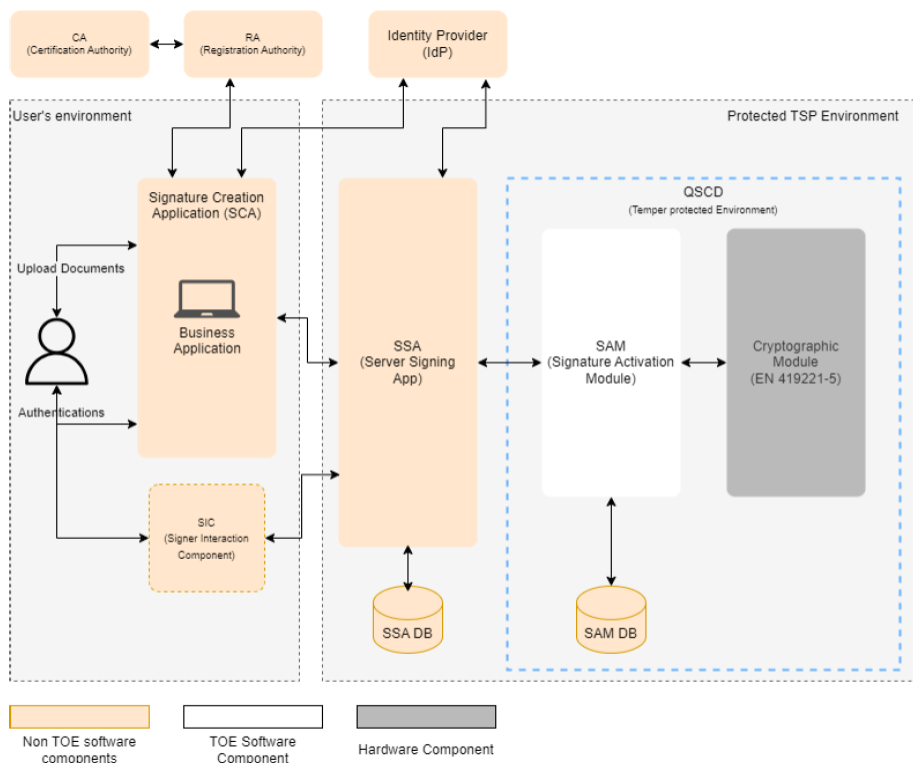 CA
(Certification Authority)
RA
(Registration Authority)
Identity Provider
(IdP)
User's environment
Protected TSP Environment
Signature Creation
Application (SCA)
QSCD
(Temper protected Environment)
Upload Documents
Business
Application
SSA
(Server Signing
App)
SAM
(Signature Activation
Module)
Cryptographic
Module
(EN 419221-5)
Authentications
SIC
(Signer Interaction
Component)
SSA DB
SAM DB
Non TOE software
comoponents
TOE Software
Component
Hardware Component